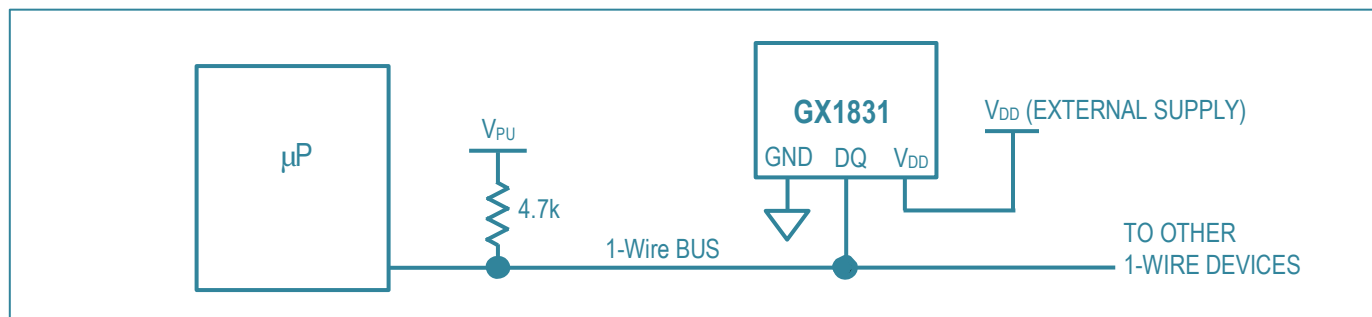 μP
V_PU
4.7k
1-Wire BUS
GX1831
GND DQ V_DD
V_DD (EXTERNAL SUPPLY)
TO OTHER
1-WIRE DEVICES